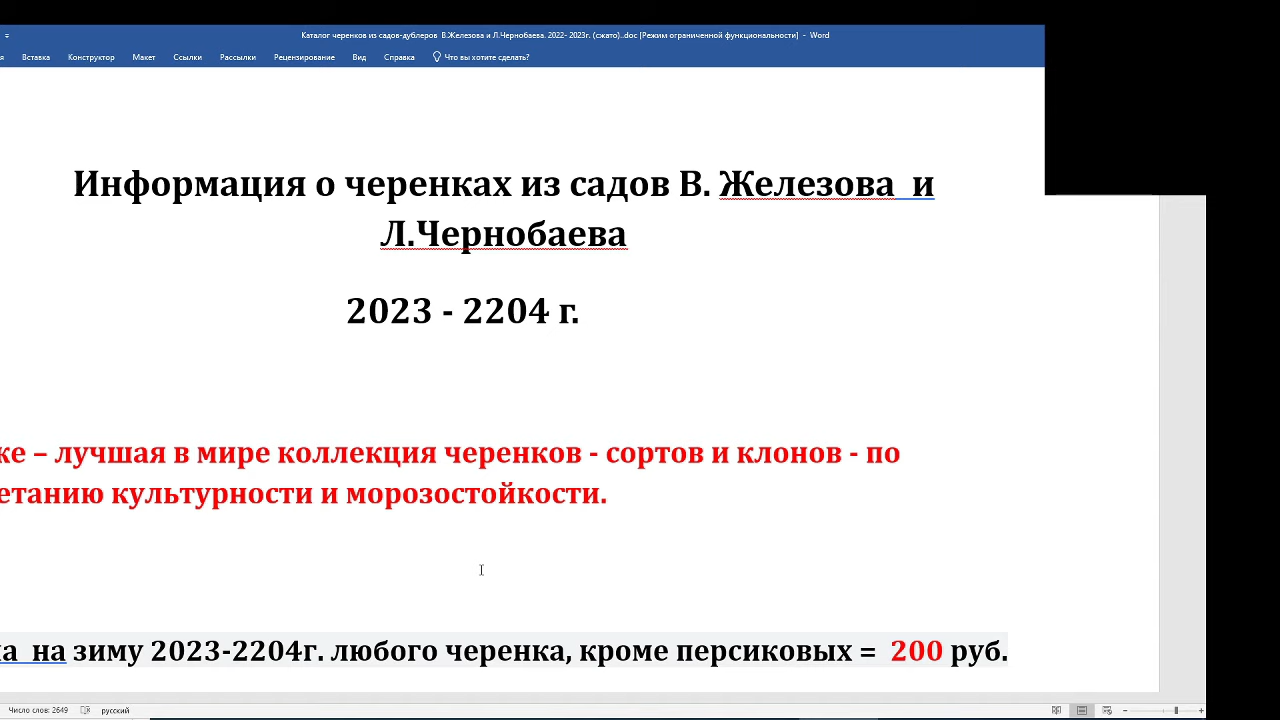 Каталог черенков из садов-дублеров В.Железова и Л.Чернобаева. 2022- 2023г. (сжато)..doc [Режим ограниченной функциональности] - Word
я Вставка Конструктор Макет Ссылки Рассылки Рецензирование Вид Справка Что вы хотите сделать?
Информация о черенках из садов В. Железова и
Л.Чернобаева
2023 - 2204 г.
же – лучшая в мире коллекция черенков - сортов и клонов - по
етанию культурности и морозостойкости.
на на зиму 2023-2204г. любого черенка, кроме персиковых = 200 руб.
Число слов: 2649 русский